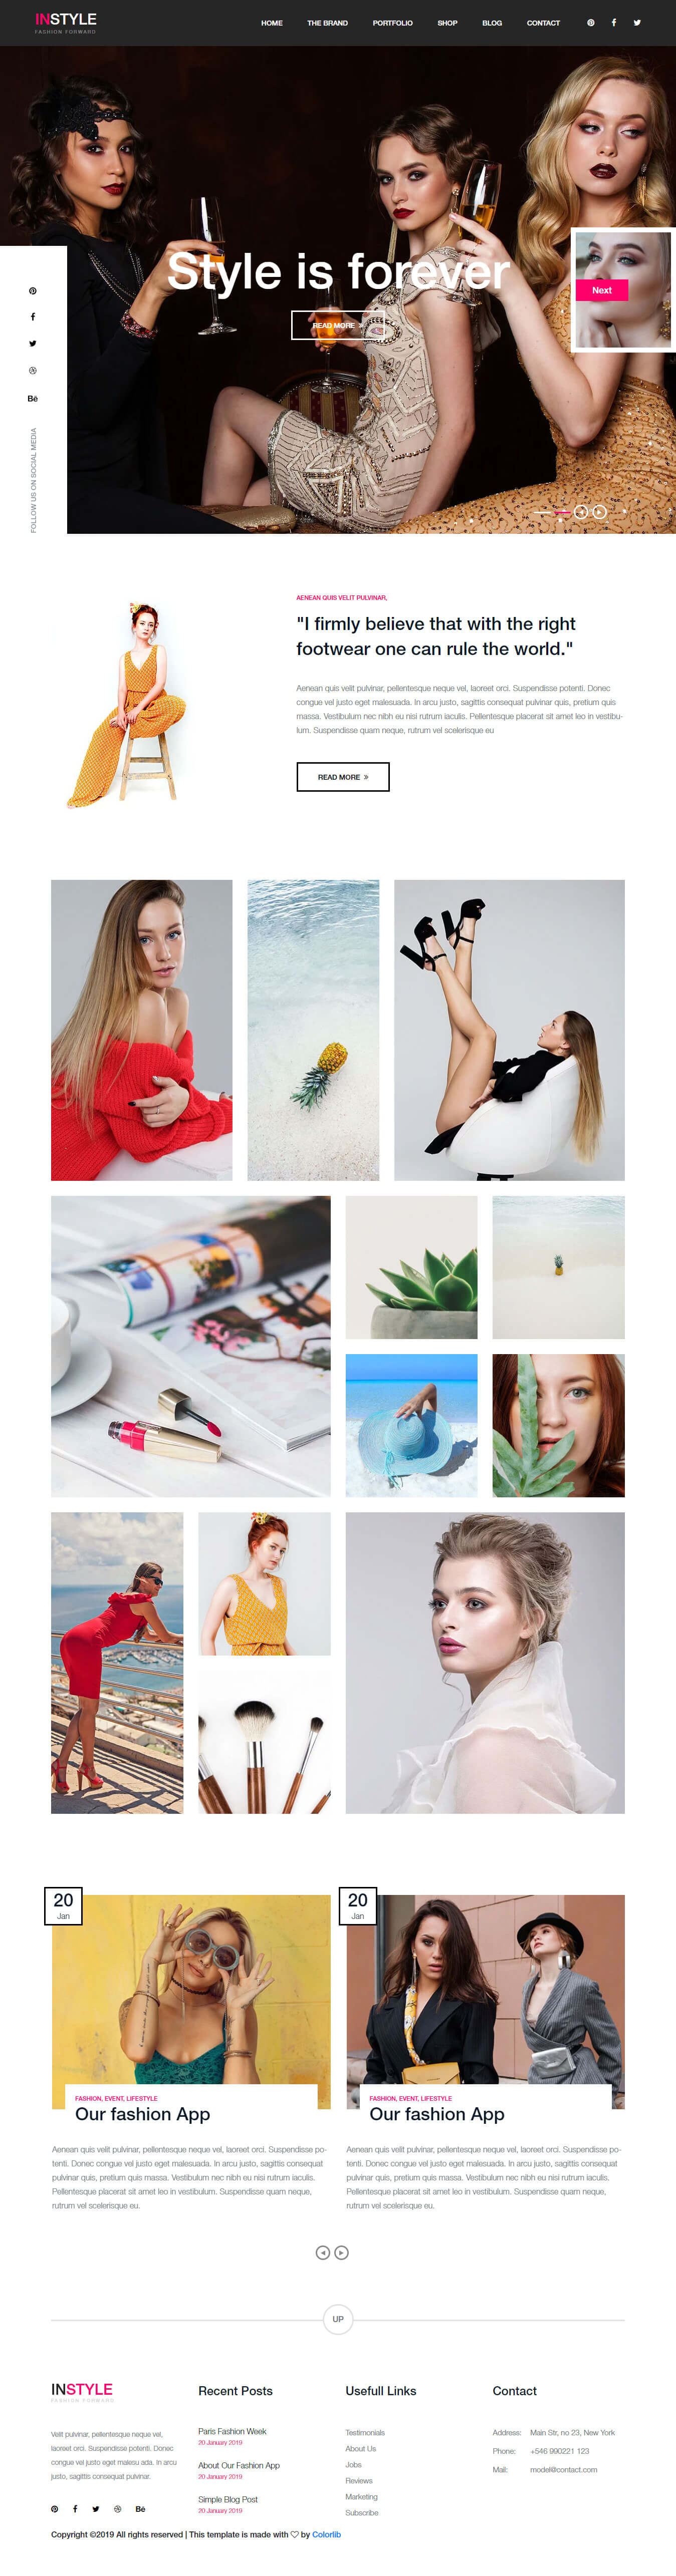 INSTYLE
FASHION FORWARD
HOME THE BRAND PORTFOLIO SHOP BLOG CONTACT
Style is forever
READ MORE »
Next
Bē
FOLLOW US ON SOCIAL MEDIA
AENEAN QUIS VELIT PULVINAR,
"I firmly believe that with the right
footwear one can rule the world."
Aenean quis velit pulvinar, pellentesque neque vel, laoreet orci. Suspendisse potenti. Donec
congue vel justo eget malesuada. In arcu justo, sagittis consequat pulvinar quis, pretium quis
massa. Vestibulum nec nibh eu nisi rutrum iaculis. Pellentesque placerat sit amet leo in vestibu-
lum. Suspendisse quam neque, rutrum vel scelerisque eu
READ MORE »
20
Jan
FASHION, EVENT, LIFESTYLE
Our fashion App
Aenean quis velit pulvinar, pellentesque neque vel, laoreet orci. Suspendisse po-
tenti. Donec congue vel justo eget malesuada. In arcu justo, sagittis consequat
pulvinar quis, pretium quis massa. Vestibulum nec nibh eu nisi rutrum iaculis.
Pellentesque placerat sit amet leo in vestibulum. Suspendisse quam neque,
rutrum vel scelerisque eu.
20
Jan
FASHION, EVENT, LIFESTYLE
Our fashion App
Aenean quis velit pulvinar, pellentesque neque vel, laoreet orci. Suspendisse po-
tenti. Donec congue vel justo eget malesuada. In arcu justo, sagittis consequat
pulvinar quis, pretium quis massa. Vestibulum nec nibh eu nisi rutrum iaculis.
Pellentesque placerat sit amet leo in vestibulum. Suspendisse quam neque,
rutrum vel scelerisque eu.
UP
INSTYLE
FASHION FORWARD
Velit pulvinar, pellentesque neque vel,
laoreet orci. Suspendisse potenti. Donec
congue vel justo eget malesu ada. In arcu
justo, sagittis consequat pulvinar.
Bē
Recent Posts
Paris Fashion Week
20 January 2019
About Our Fashion App
20 January 2019
Simple Blog Post
20 January 2019
Usefull Links
Testimonials
About Us
Jobs
Reviews
Marketing
Subscribe
Contact
Address: Main Str, no 23, New York
Phone: +546 990221 123
Mail: model@contact.com
Copyright ©2019 All rights reserved | This template is made with ♡ by Colorlib